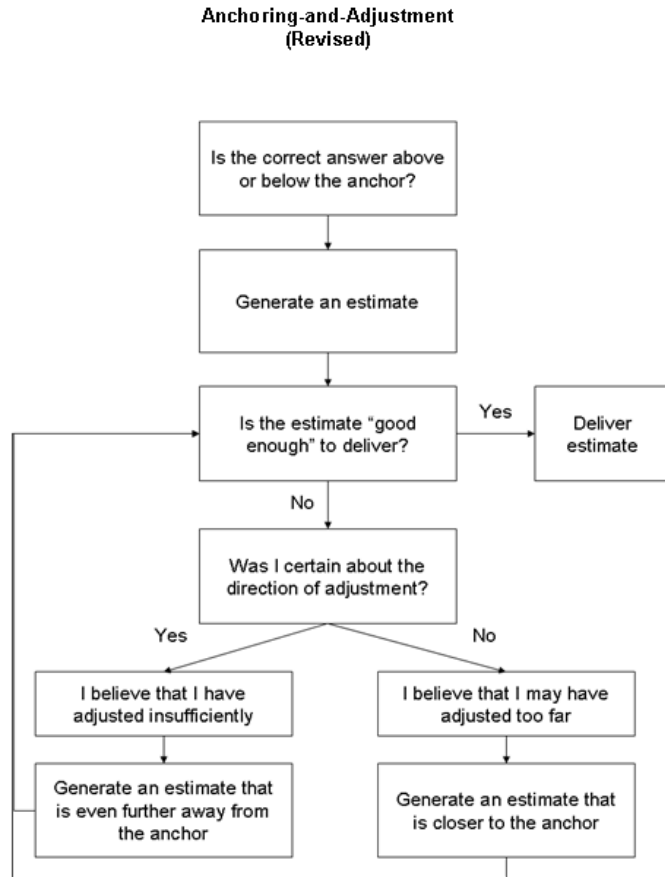 Anchoring-and-Adjustment
(Revised)
Is the correct answer above
or below the anchor?
Generate an estimate
Is the estimate “good
enough” to deliver?
Yes
Deliver
estimate
No
Was I certain about the
direction of adjustment?
Yes
No
I believe that I have
adjusted insufficiently
I believe that I may have
adjusted too far
Generate an estimate that
is even further away from
the anchor
Generate an estimate that
is closer to the anchor